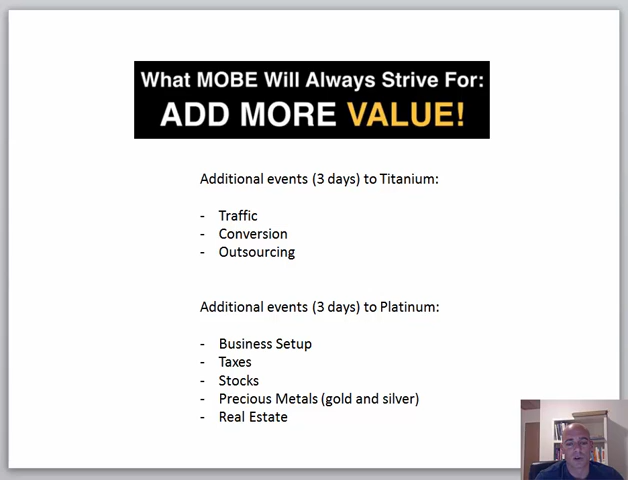 What MOBE Will Always Strive For:
ADD MORE VALUE!
Additional events (3 days) to Titanium:
- Traffic
- Conversion
- Outsourcing
Additional events (3 days) to Platinum:
- Business Setup
- Taxes
- Stocks
- Precious Metals (gold and silver)
- Real Estate